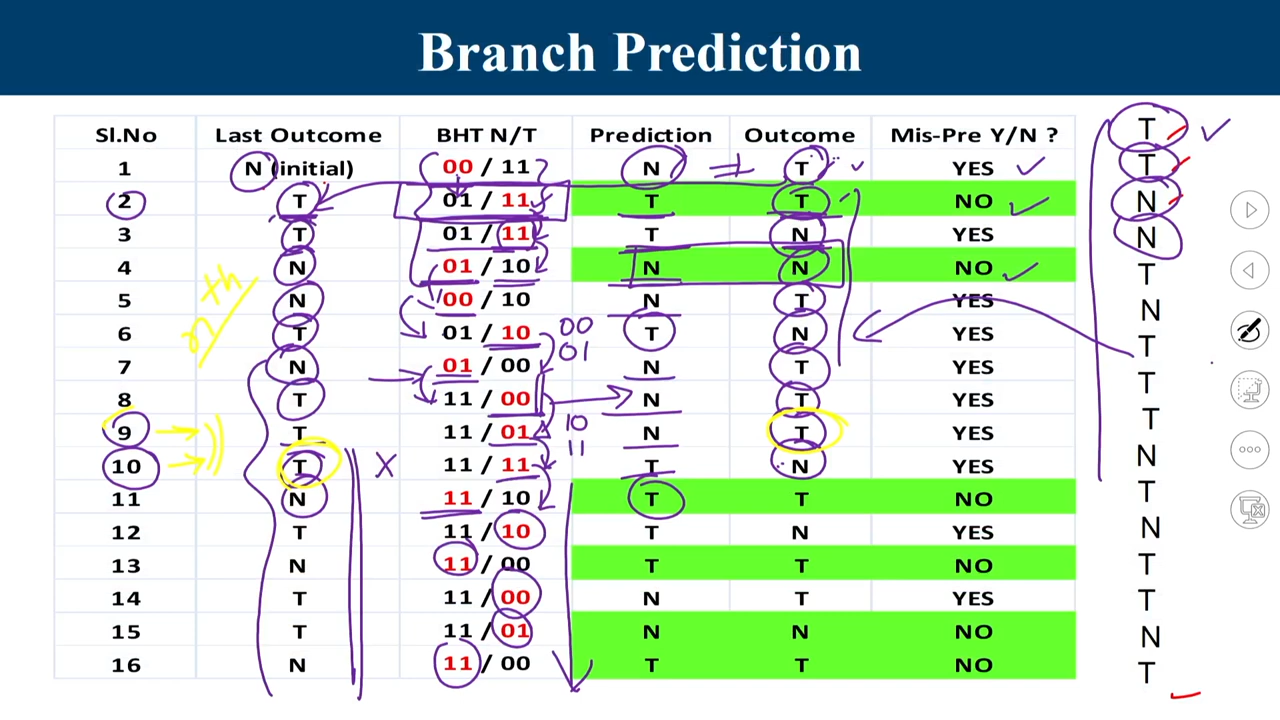 Branch Prediction
Sl.No Last Outcome BHT N/T Prediction Outcome Mis-Pre Y/N ?
1 N (initial) 00 / 11 N ≠ T YES
2 T 01 / 11 T T NO
3 T 01 / 11 T N YES
4 N 01 / 10 N N NO
5 N 00 / 10 N T YES
6 T 01 / 10 T N YES
7 N 01 / 00 N T YES
8 T 11 / 00 N T YES
9 T 11 / 01 N T YES
10 T 11 / 11 T N YES
11 N 11 / 10 T T NO
12 T 11 / 10 T N YES
13 N 11 / 00 T T NO
14 T 11 / 00 N T YES
15 T 11 / 01 N N NO
16 N 11 / 00 T T NO
00
01
10
11
X
T
T
N
N
T
N
T
T
T
N
T
N
T
T
N
T